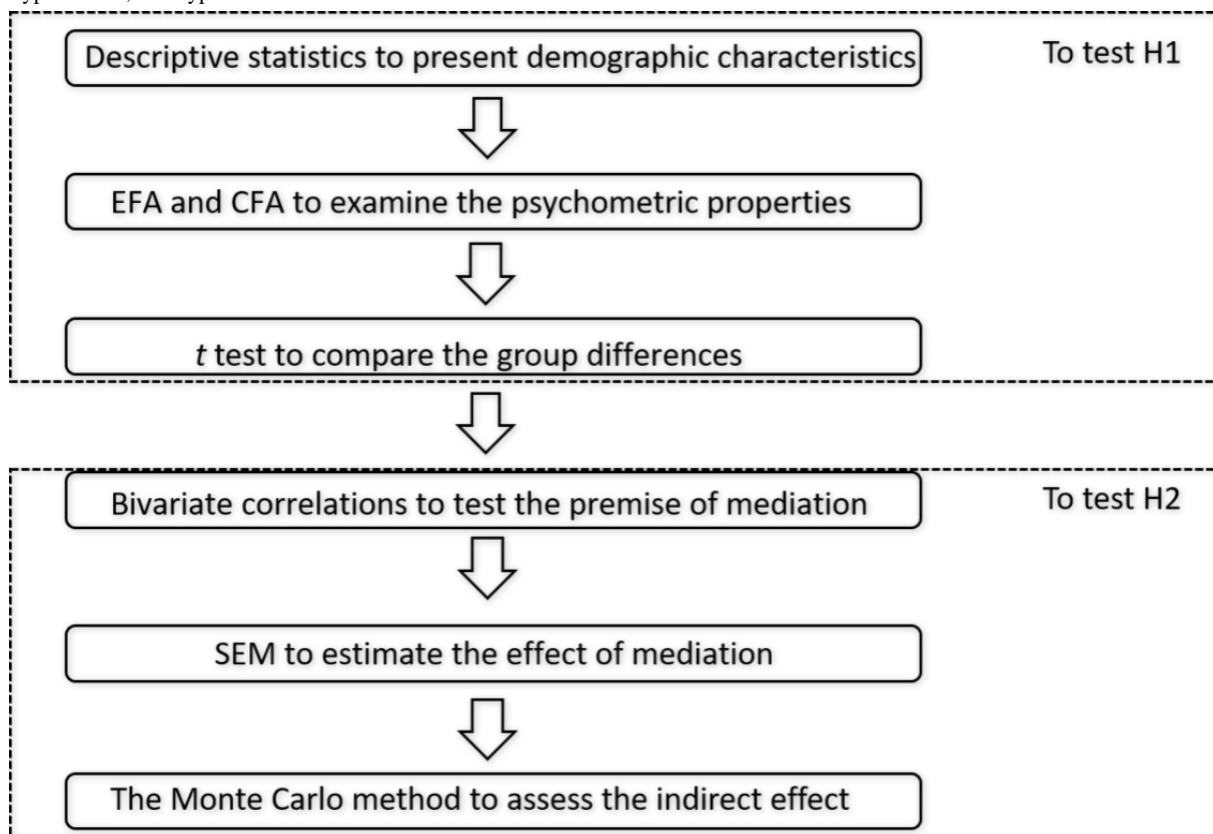 Descriptive statistics to present demographic characteristics
To test H1
EFA and CFA to examine the psychometric properties
t test to compare the group differences
Bivariate correlations to test the premise of mediation
To test H2
SEM to estimate the effect of mediation
The Monte Carlo method to assess the indirect effect